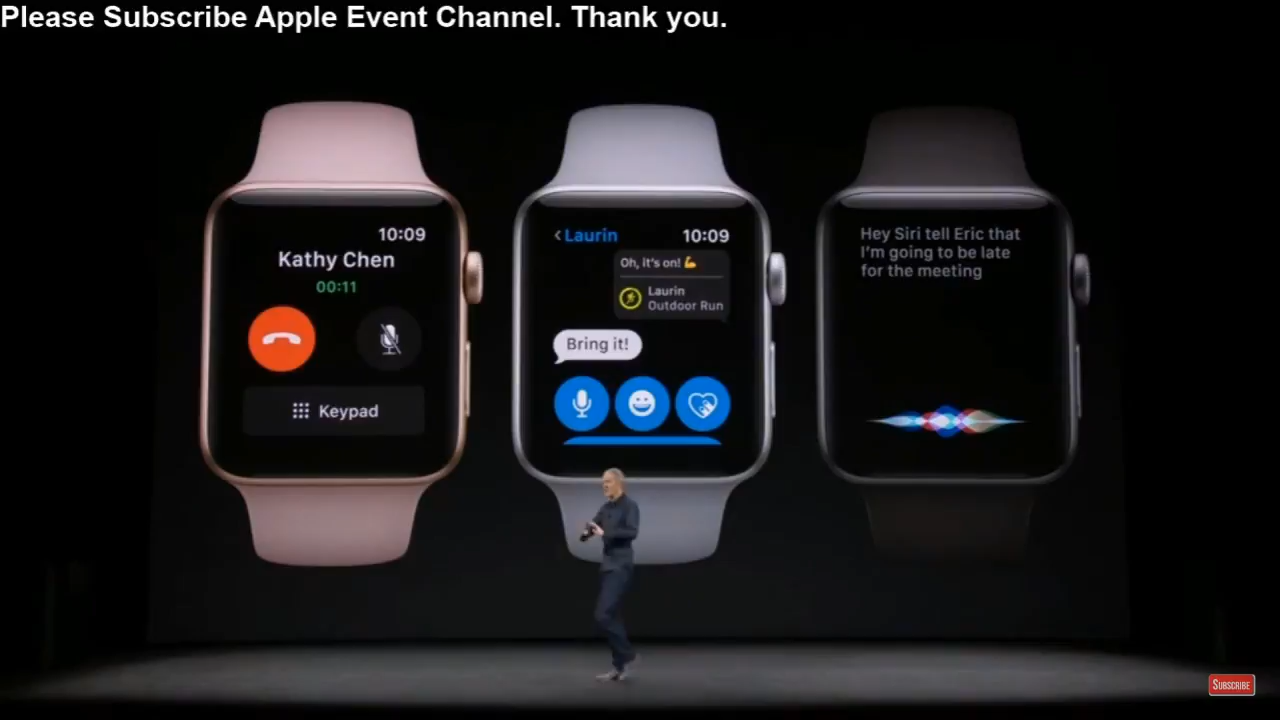 Please Subscribe Apple Event Channel. Thank you.
10:09
Kathy Chen
00:11
Keypad
<Laurin 10:09
Oh, it's on! 💪
Laurin
Outdoor Run
Bring it!
Hey Siri tell Eric that
I'm going to be late
for the meeting
SUBSCRIBE